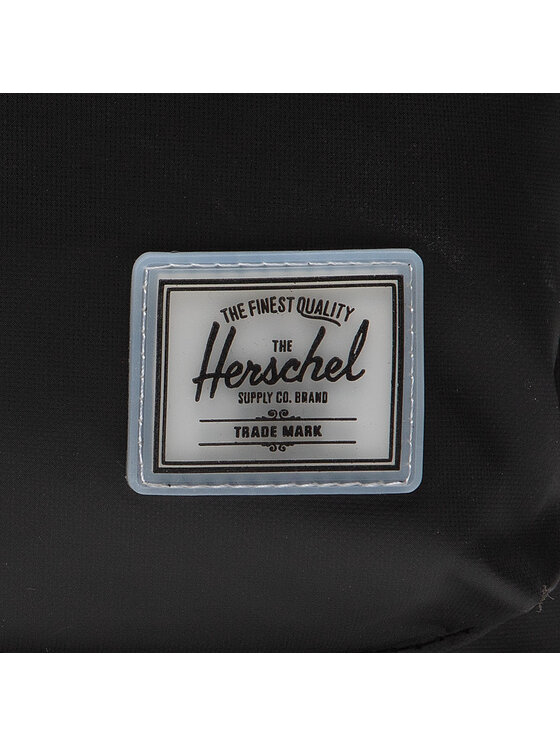 THE FINEST QUALITY
THE
Herschel
SUPPLY CO. BRAND
TRADE MARK